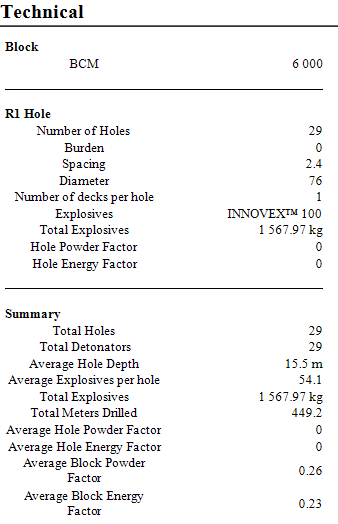 Technical
Block
BCM 6 000
R1 Hole
Number of Holes 29
Burden 0
Spacing 2.4
Diameter 76
Number of decks per hole 1
Explosives INNOVEX™ 100
Total Explosives 1 567.97 kg
Hole Powder Factor 0
Hole Energy Factor 0
Summary
Total Holes 29
Total Detonators 29
Average Hole Depth 15.5 m
Average Explosives per hole 54.1
Total Explosives 1 567.97 kg
Total Meters Drilled 449.2
Average Hole Powder Factor 0
Average Hole Energy Factor 0
Average Block Powder
Factor 0.26
Average Block Energy
Factor 0.23